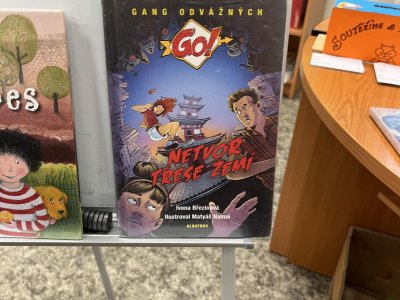 GANG ODVÁŽNÝCH
GO!
NETVOR
TŘESE ZEMÍ
Ivona Březinová
Ilustroval Matyáš Namai
ALBATROS
es
Soutěžíme s